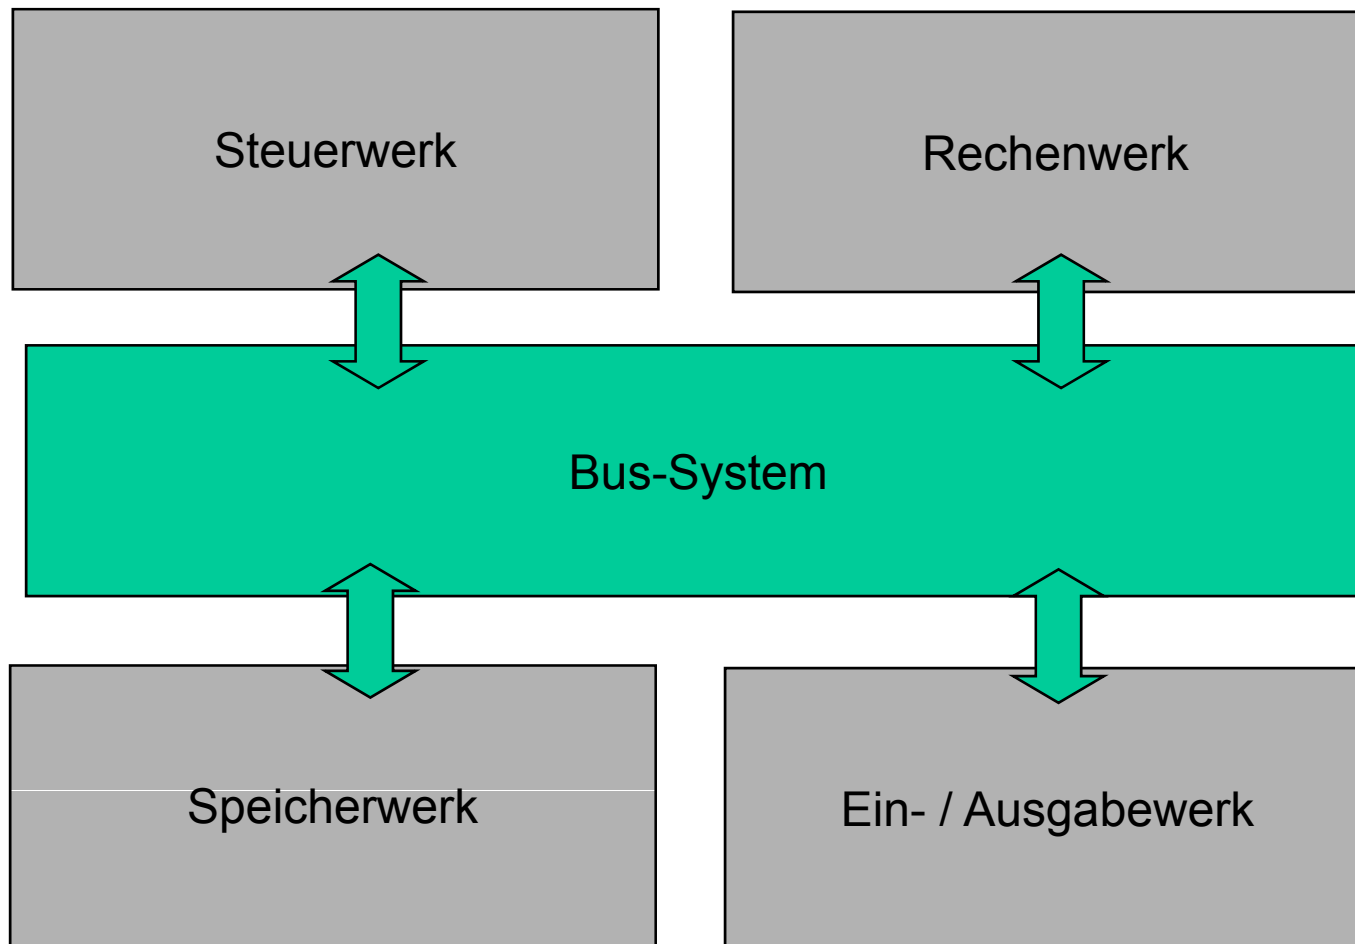 Steuerwerk
Rechenwerk
Bus-System
Speicherwerk
Ein- / Ausgabewerk